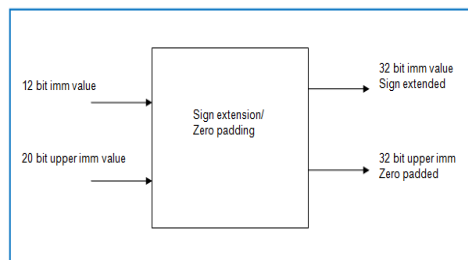 12 bit imm value
20 bit upper imm value
Sign extension/
Zero padding
32 bit imm value
Sign extended
32 bit upper imm
Zero padded